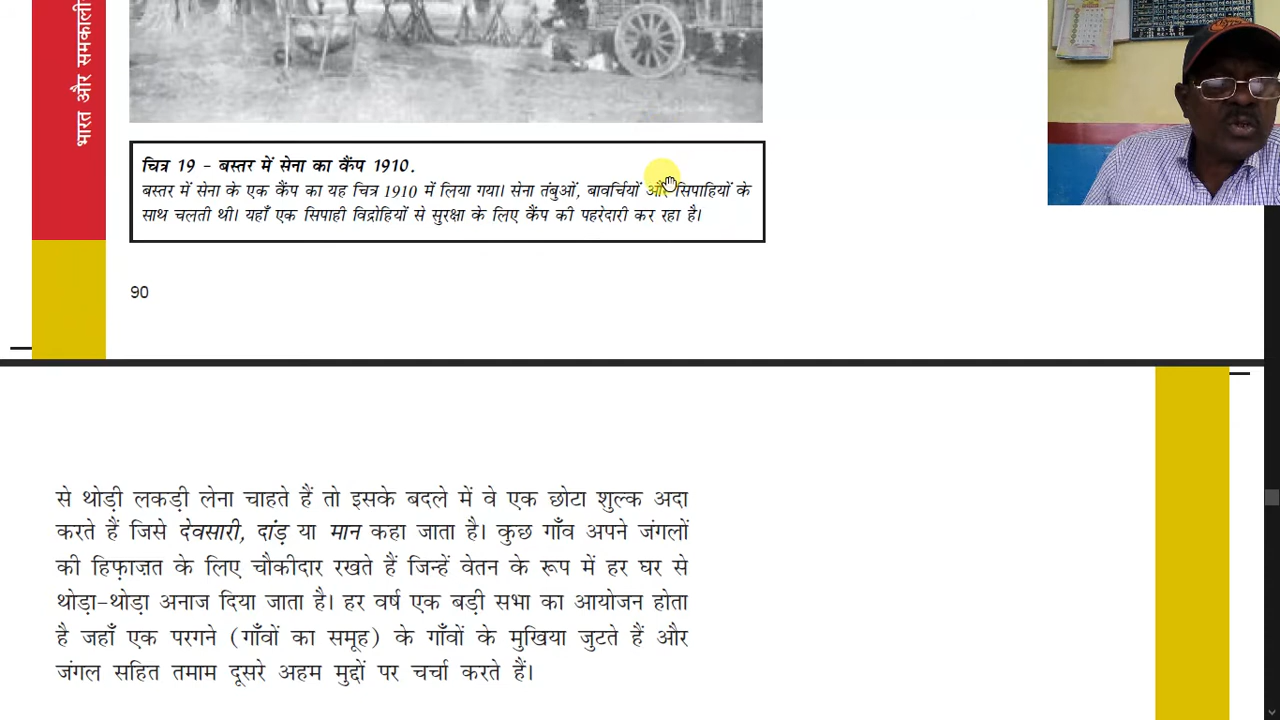 भारत और समकाली
चित्र 19 - बस्तर में सेना का कैंप 1910.
बस्तर में सेना के एक कैंप का यह चित्र 1910 में लिया गया। सेना तंबुओं, बावर्चियों और सिपाहियों के
साथ चलती थी। यहाँ एक सिपाही विद्रोहियों से सुरक्षा के लिए कैंप की पहरेदारी कर रहा है।
90
से थोड़ी लकड़ी लेना चाहते हैं तो इसके बदले में वे एक छोटा शुल्क अदा
करते हैं जिसे देवसारी, दांड़ या मान कहा जाता है। कुछ गाँव अपने जंगलों
की हिफ़ाज़त के लिए चौकीदार रखते हैं जिन्हें वेतन के रूप में हर घर से
थोड़ा-थोड़ा अनाज दिया जाता है। हर वर्ष एक बड़ी सभा का आयोजन होता
है जहाँ एक परगने (गाँवों का समूह) के गाँवों के मुखिया जुटते हैं और
जंगल सहित तमाम दूसरे अहम मुद्दों पर चर्चा करते हैं।